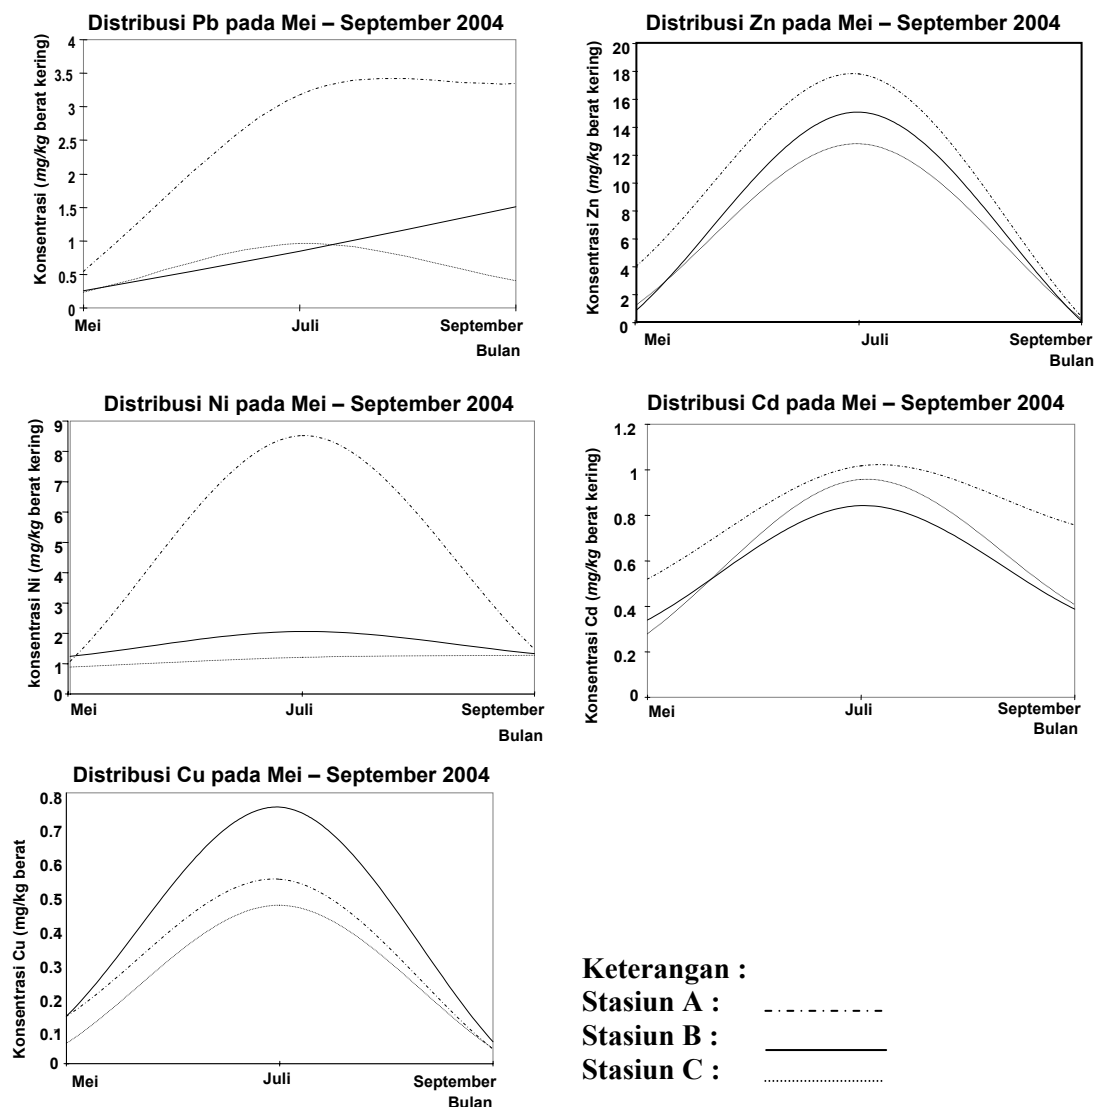 Distribusi Pb pada Mei – September 2004
Konsentrasi (mg/kg berat kering)
4
3.5
3
2.5
2
1.5
1
0.5
0
Mei
Juli
September
Bulan
Distribusi Zn pada Mei – September 2004
Konsentrasi Zn (mg/kg berat kering)
20
18
16
14
12
10
8
6
4
2
0
Mei
Juli
September
Bulan
Distribusi Ni pada Mei – September 2004
konsentrasi Ni (mg/kg berat kering)
9
8
7
6
5
4
3
2
1
0
Mei
Juli
September
Bulan
Distribusi Cd pada Mei – September 2004
Konsentrasi Cd (mg/kg berat kering)
1.2
1
0.8
0.6
0.4
0.2
0
Mei
Juli
September
Bulan
Distribusi Cu pada Mei – September 2004
Konsentrasi Cu (mg/kg berat
0.8
0.7
0.6
0.5
0.4
0.3
0.2
0.1
0
Mei
Juli
September
Bulan
Keterangan :
Stasiun A :
Stasiun B :
Stasiun C :